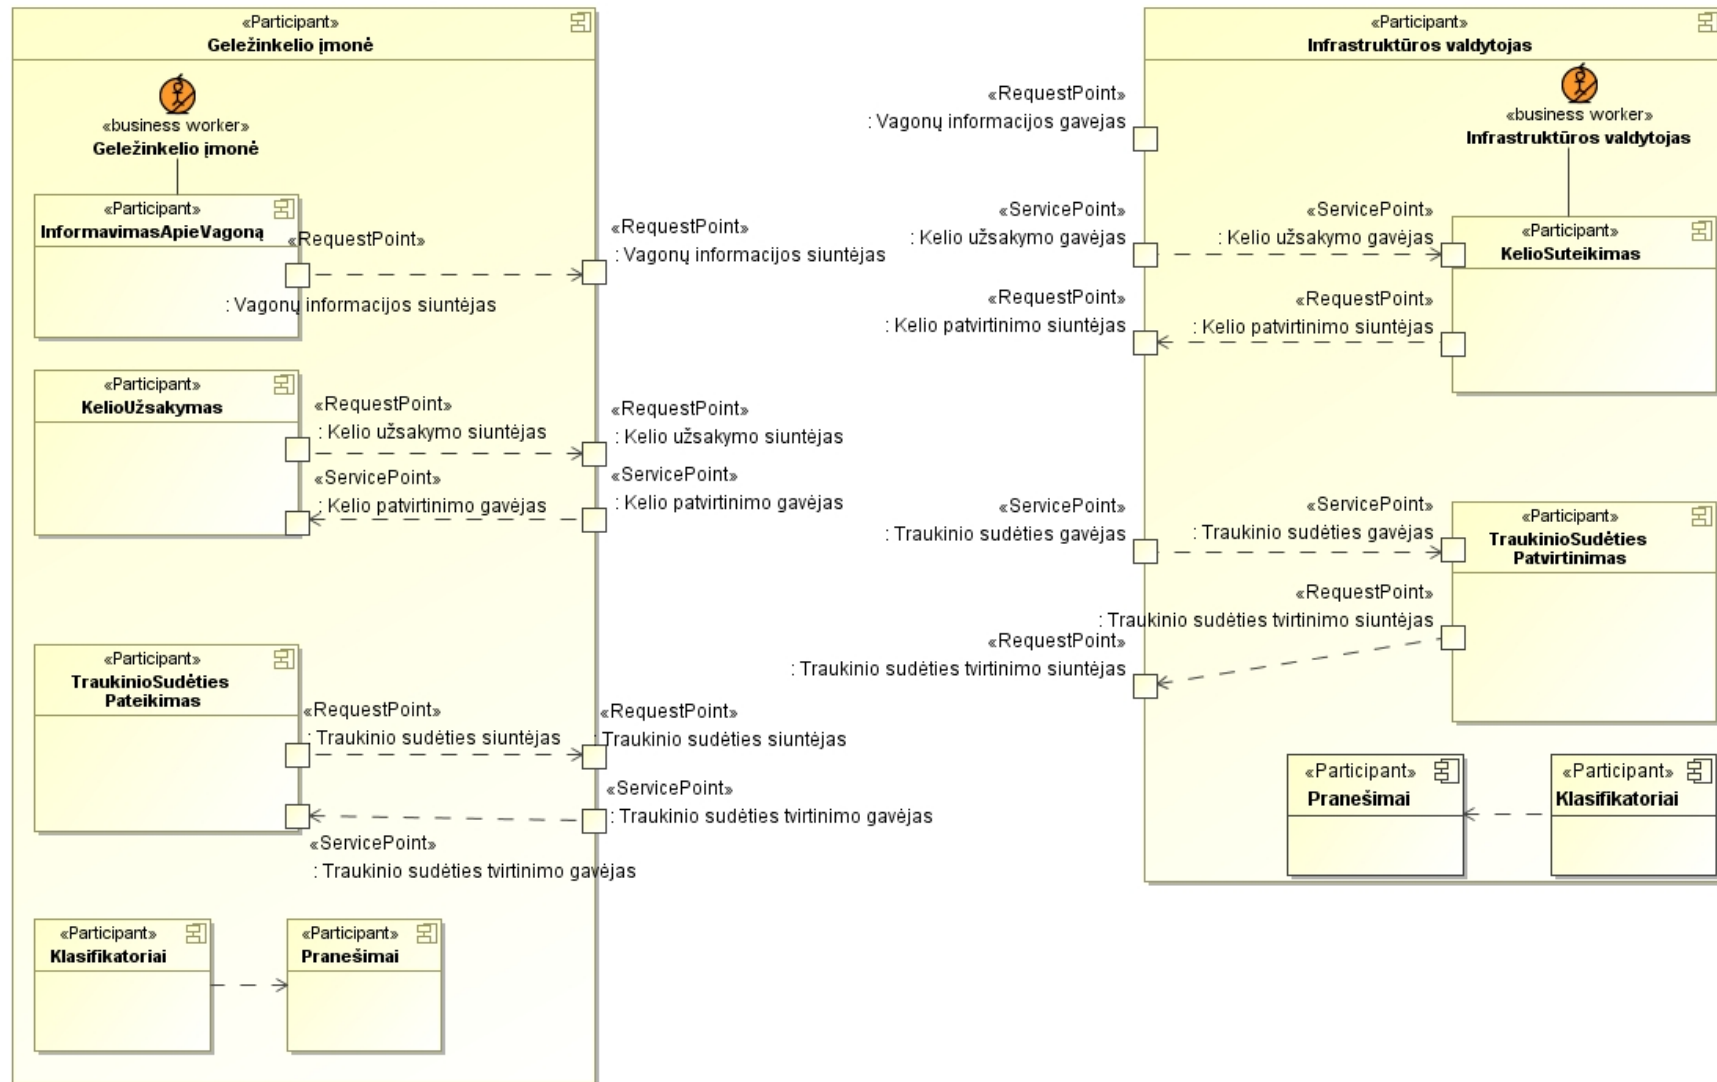 «Participant»
Geležinkelio įmonė
«business worker»
Geležinkelio įmonė
«Participant»
InformavimasApieVagoną
«RequestPoint»
: Vagonų informacijos siuntėjas
«RequestPoint»
: Vagonų informacijos siuntėjas
«Participant»
KelioUžsakymas
«RequestPoint»
: Kelio užsakymo siuntėjas
«ServicePoint»
: Kelio patvirtinimo gavėjas
«RequestPoint»
: Kelio užsakymo siuntėjas
«ServicePoint»
: Kelio patvirtinimo gavėjas
«Participant»
TraukinioSudėties
Pateikimas
«RequestPoint»
: Traukinio sudėties siuntėjas
«ServicePoint»
: Traukinio sudėties tvirtinimo gavėjas
«RequestPoint»
: Traukinio sudėties siuntėjas
«ServicePoint»
: Traukinio sudėties tvirtinimo gavėjas
«Participant»
Klasifikatoriai
«Participant»
Pranešimai
«Participant»
Infrastruktūros valdytojas
«business worker»
Infrastruktūros valdytojas
«RequestPoint»
: Vagonų informacijos gavejas
«ServicePoint»
: Kelio užsakymo gavėjas
«RequestPoint»
: Kelio patvirtinimo siuntėjas
«ServicePoint»
: Kelio užsakymo gavėjas
«RequestPoint»
: Kelio patvirtinimo siuntėjas
«Participant»
KelioSuteikimas
«ServicePoint»
: Traukinio sudėties gavėjas
«RequestPoint»
: Traukinio sudėties tvirtinimo siuntėjas
«ServicePoint»
: Traukinio sudėties gavėjas
«RequestPoint»
: Traukinio sudėties tvirtinimo siuntėjas
«Participant»
TraukinioSudėties
Patvirtinimas
«Participant»
Pranešimai
«Participant»
Klasifikatoriai